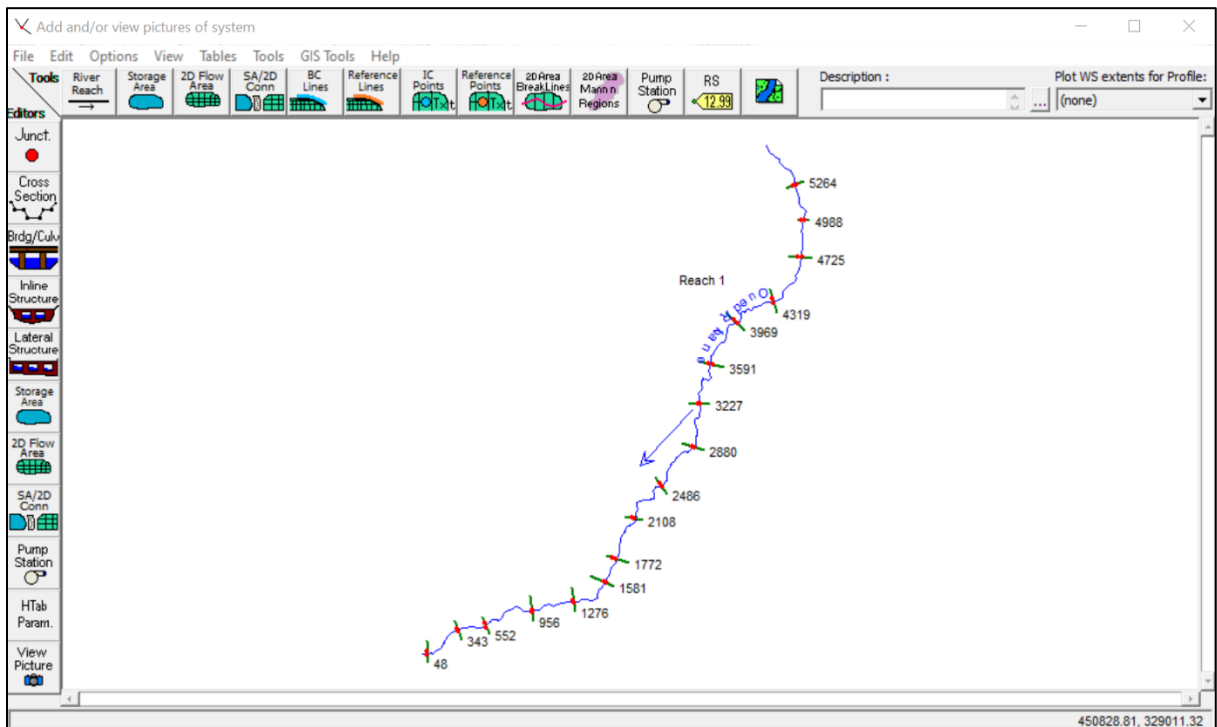 Add and/or view pictures of system
File Edit Options View Tables Tools GIS Tools Help
Tools
Editors
River Reach
Storage Area
2D Flow Area
SA/2D Conn
BC Lines
Reference Lines
IC Points
Reference Points
2D Area BreakLines
2D Area Mann n Regions
Pump Station
RS
12.99
Description :
...
Plot WS extents for Profile:
(none)
Junct.
Cross Section
Brdg/Culv
Inline Structure
Lateral Structure
Storage Area
2D Flow Area
SA/2D Conn
Pump Station
HTab Param.
View Picture
5264
4988
4725
Reach 1
4319
3969
3591
3227
2880
2486
2108
1772
1581
1276
956
552
343
48
450828.81, 329011.32